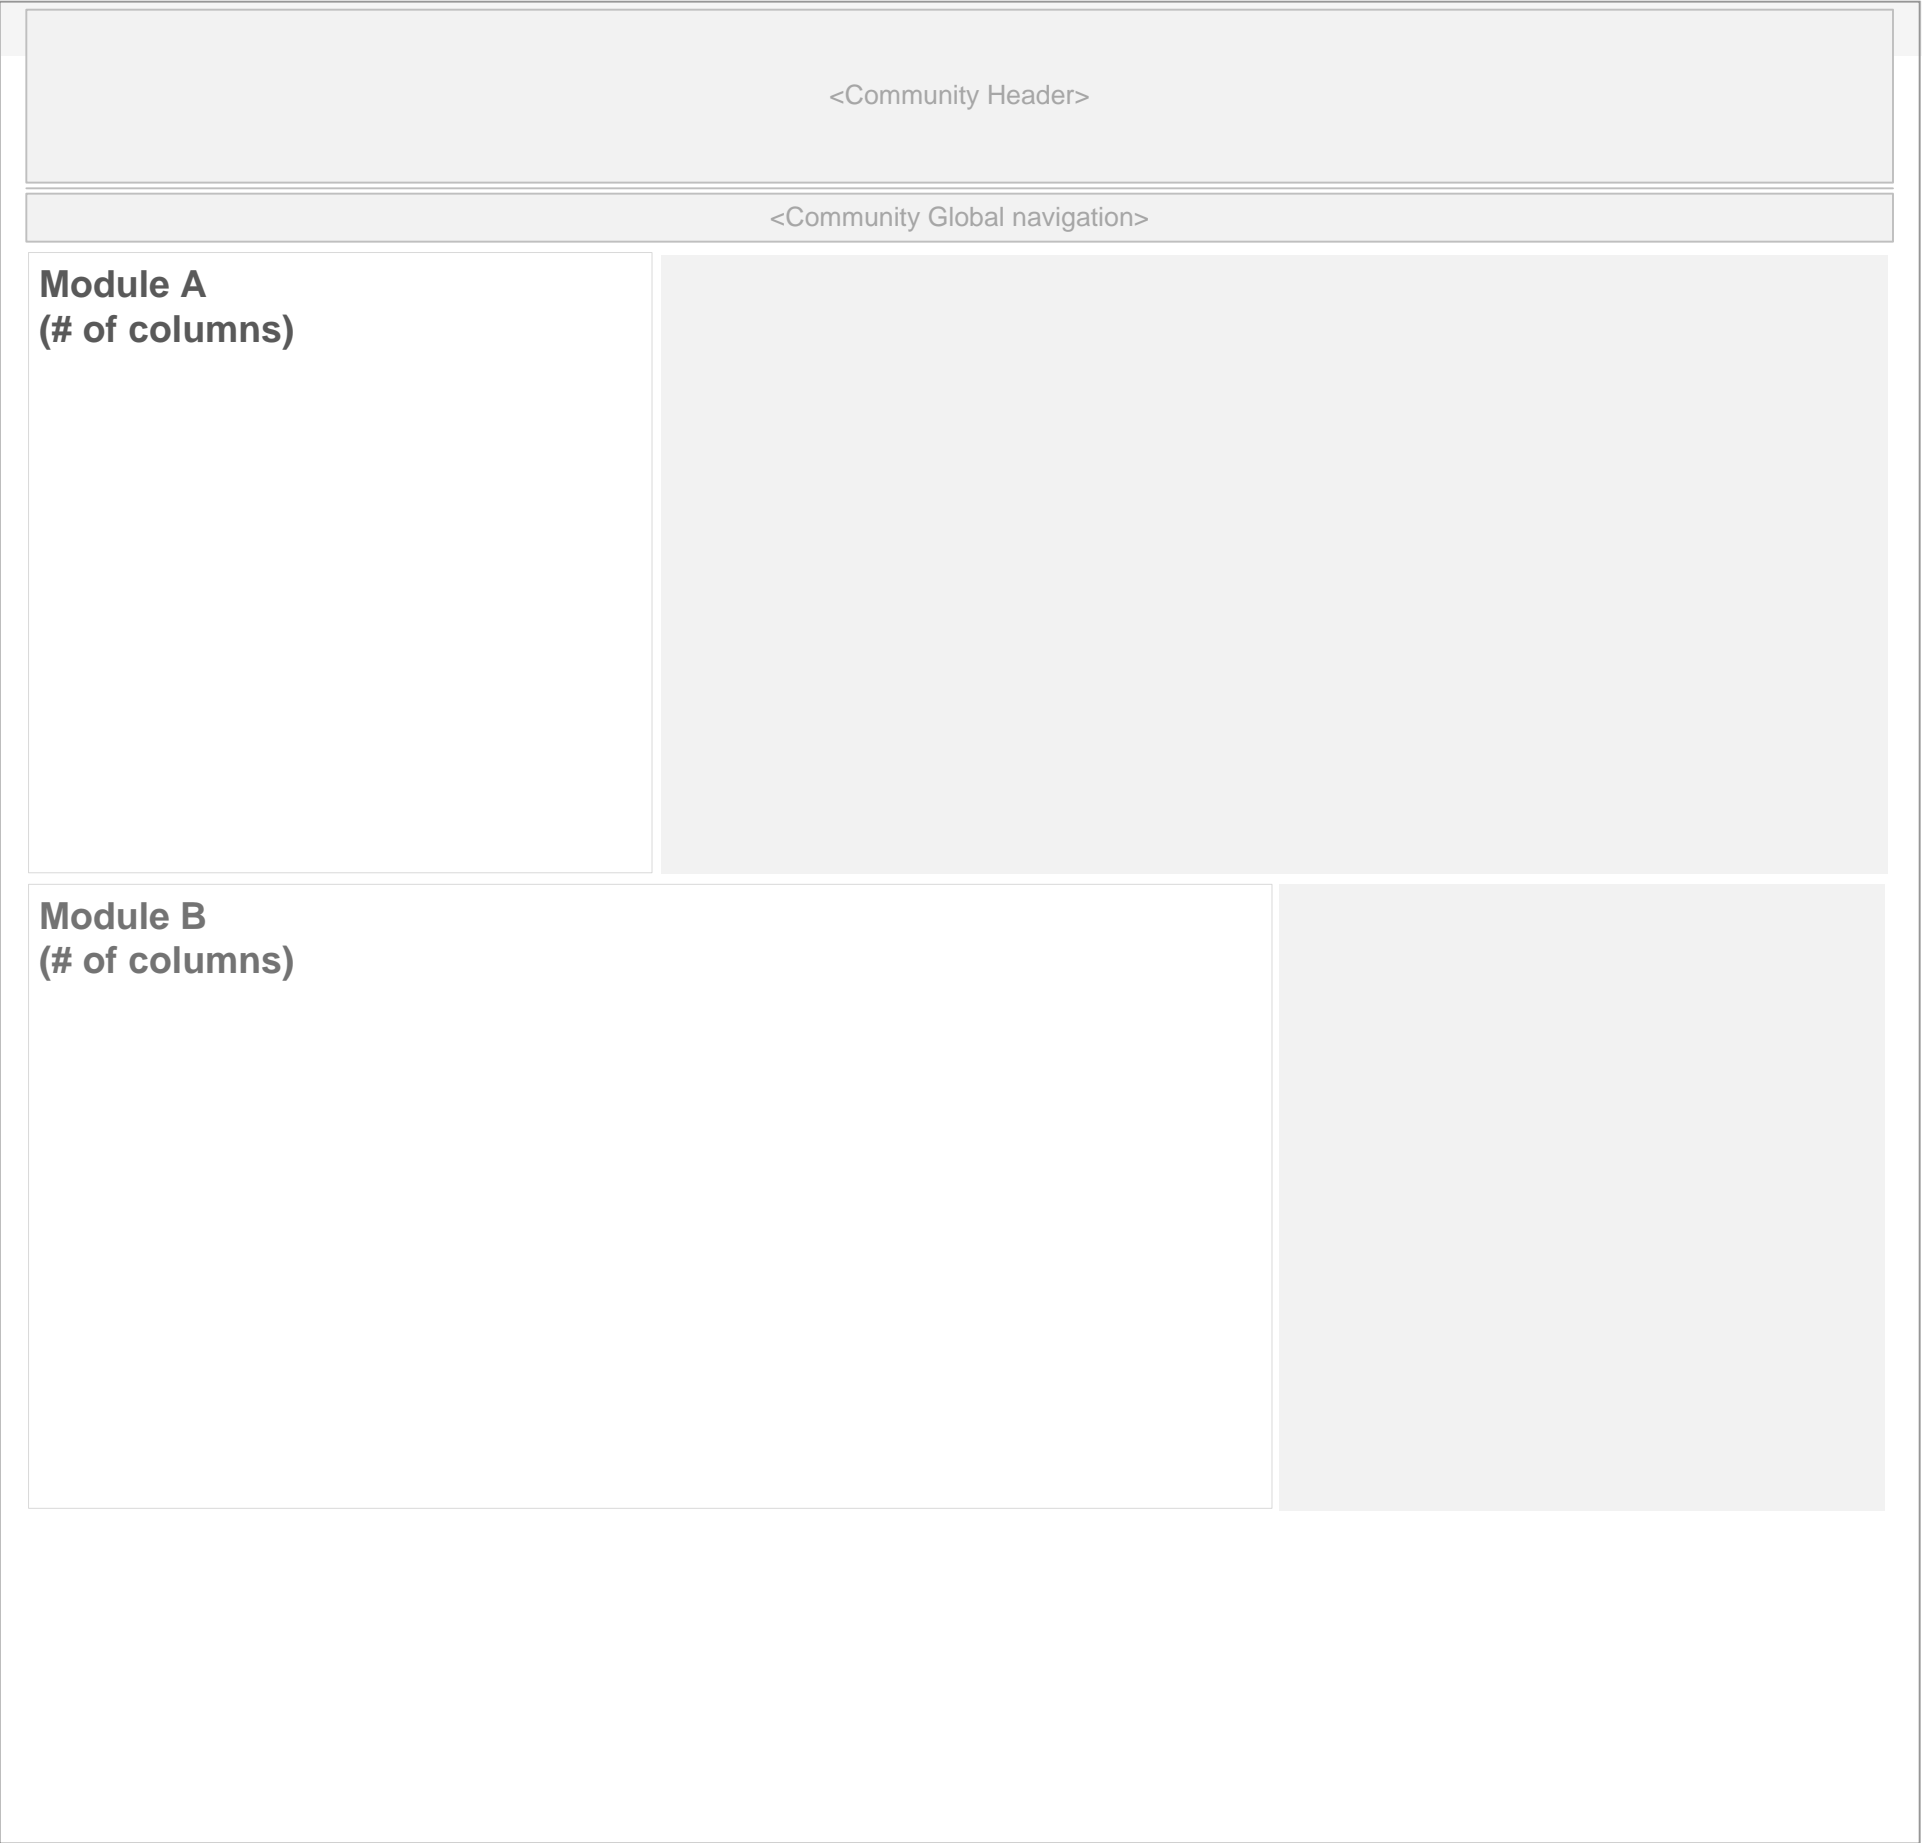 <Community Header>
<Community Global navigation>
Module A
(# of columns)
Module B
(# of columns)